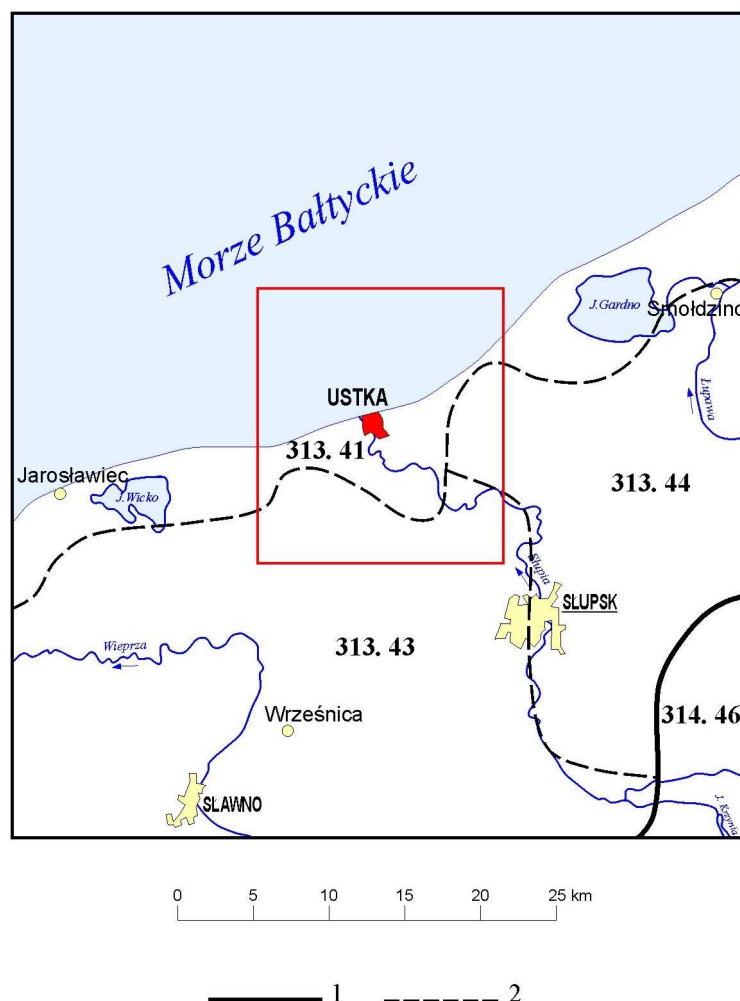 Morze Bałtyckie
J.Gardno
Smołdzino
Łupawa
USTKA
313. 41
Jarosławiec
J.Wicko
313. 44
Słupia
SŁUPSK
Wieprza
313. 43
314. 46
Wrześnica
SŁAWNO
J. Krzynia
0 5 10 15 20 25 km
1 2